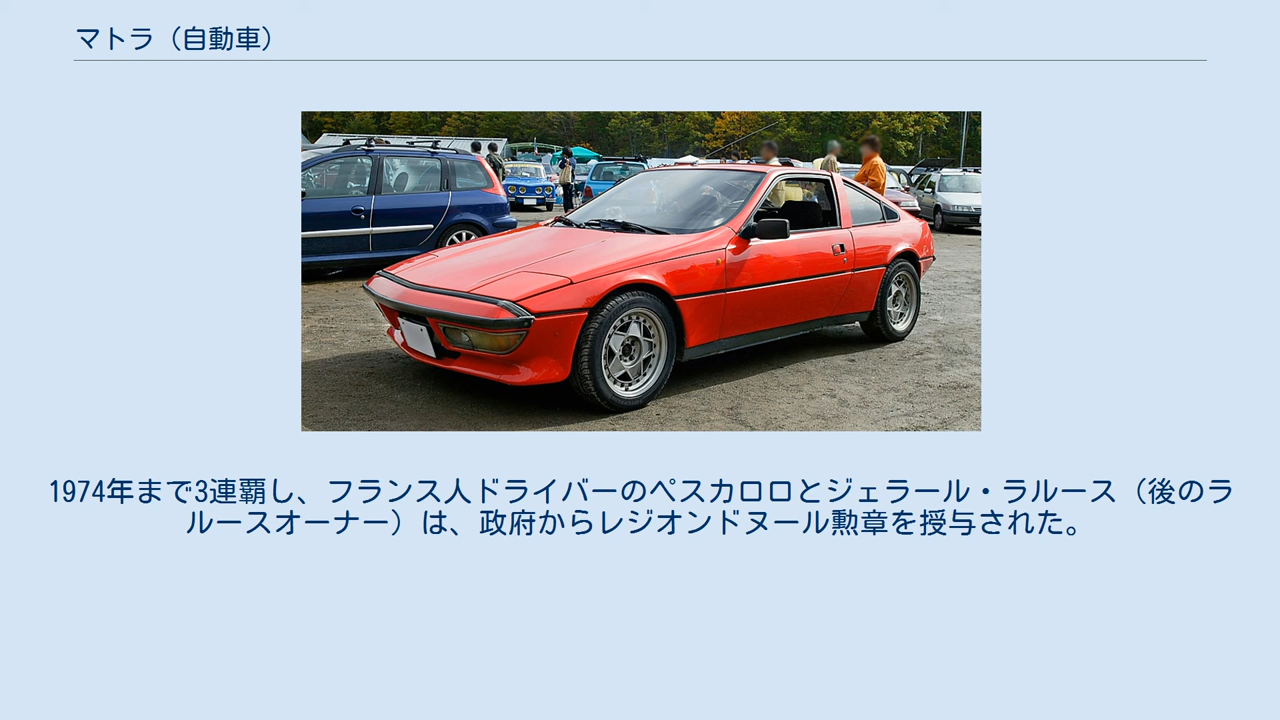 マトラ（自動車）
1974年まで3連覇し、フランス人ドライバーのペスカロロとジェラール・ラルース（後のラ
ルースオーナー）は、政府からレジオンドヌール勲章を授与された。